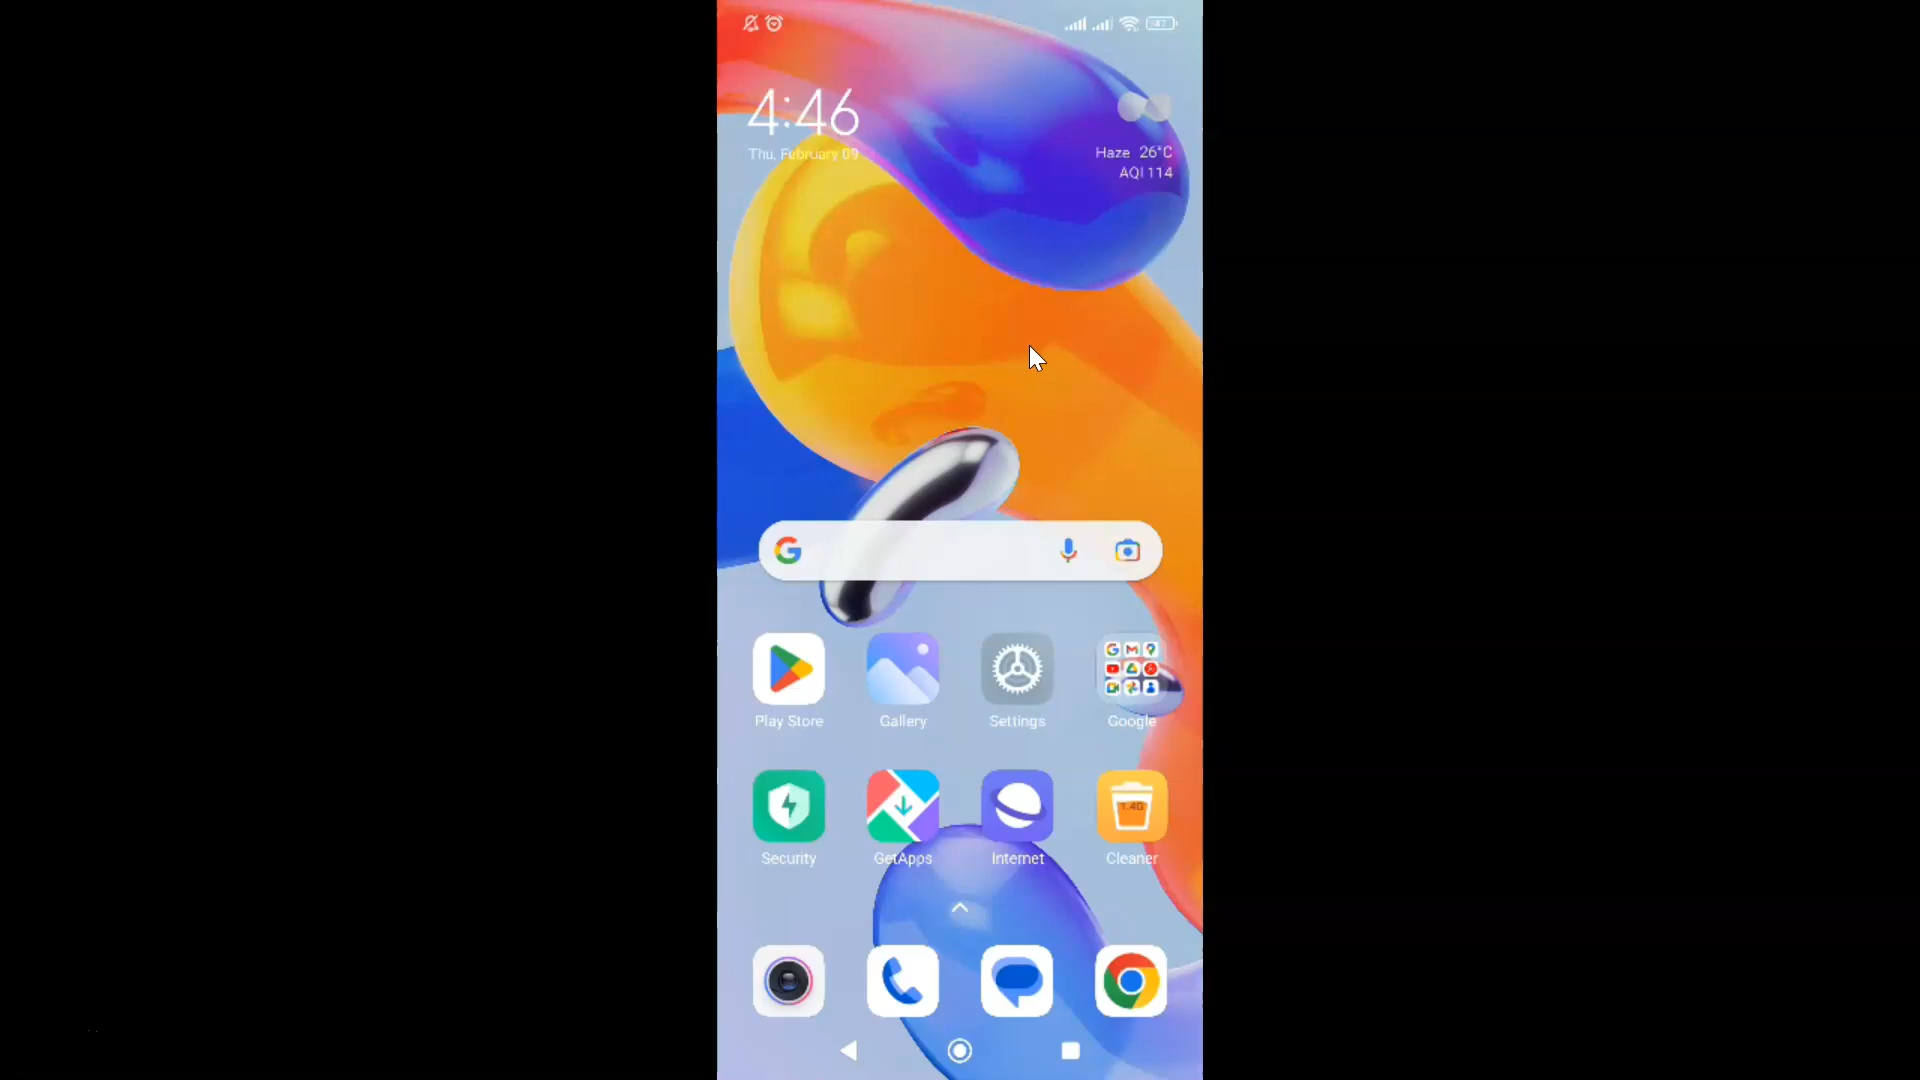 4:46
Thu, February 09
Haze 26°C
AQI 114
Play Store
Gallery
Settings
Google
Security
GetApps
Internet
Cleaner